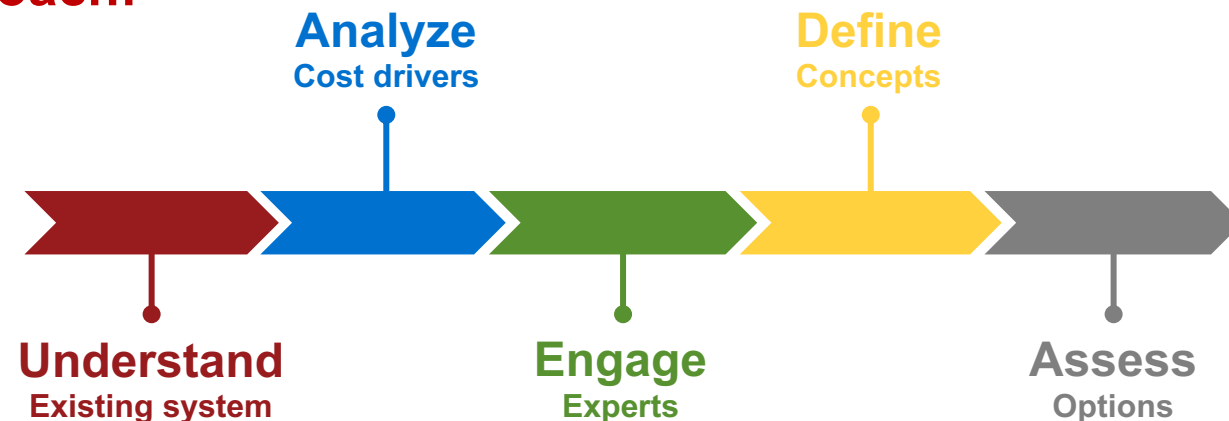 Analyze
Cost drivers
Define
Concepts
Understand
Existing system
Engage
Experts
Assess
Options